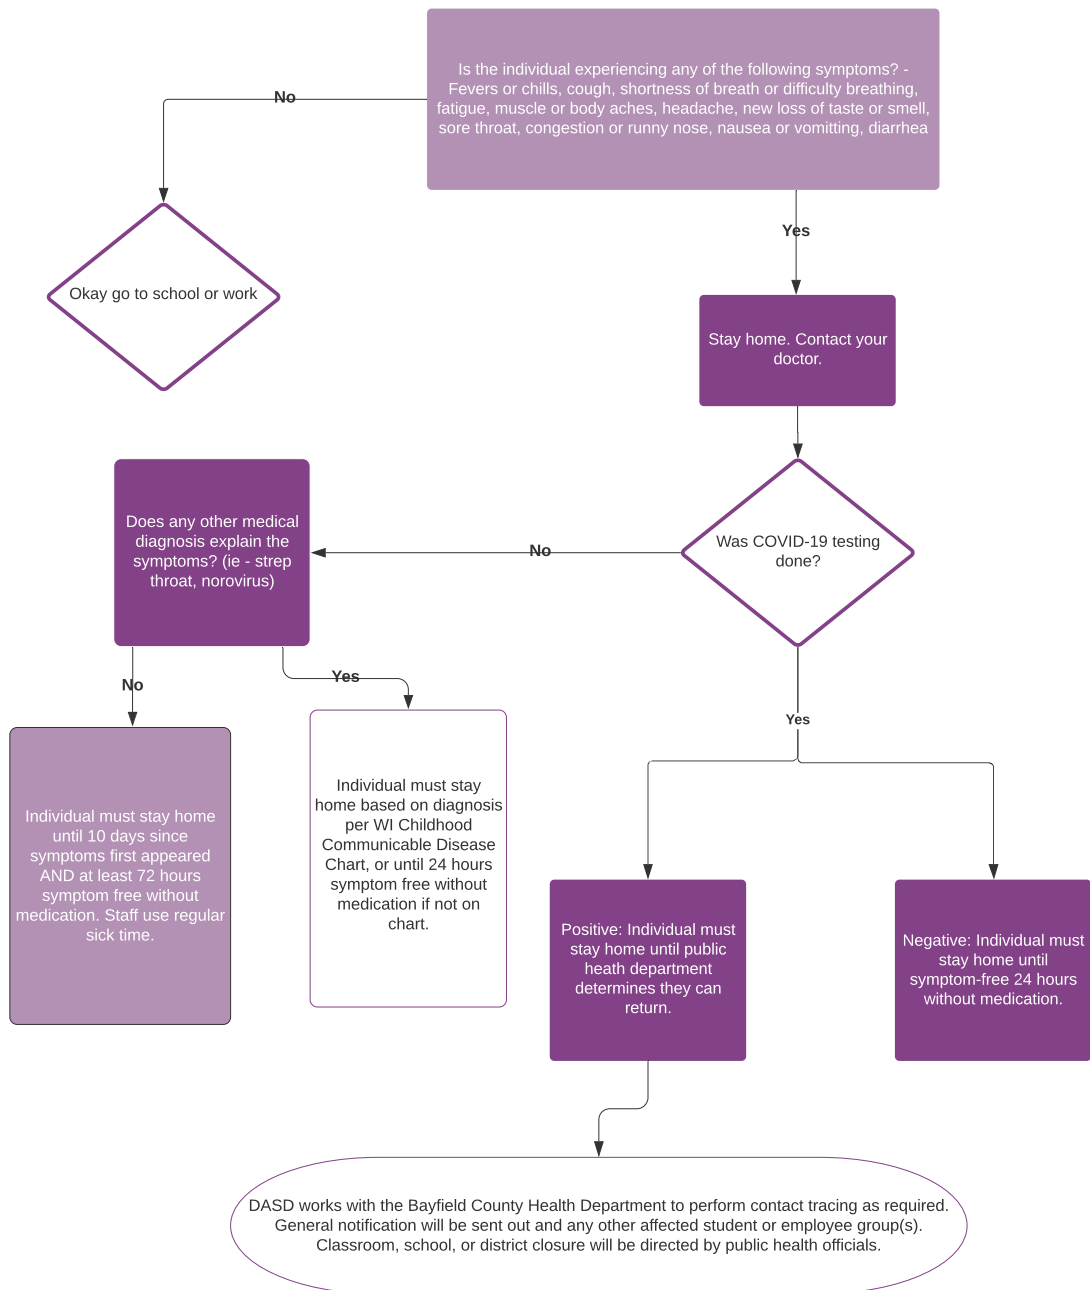 Is the individual experiencing any of the following symptoms? -
Fevers or chills, cough, shortness of breath or difficulty breathing,
fatigue, muscle or body aches, headache, new loss of taste or smell,
sore throat, congestion or runny nose, nausea or vomitting, diarrhea
No
Yes
Okay go to school or work
Stay home. Contact your
doctor.
Was COVID-19 testing
done?
No
Does any other medical
diagnosis explain the
symptoms? (ie - strep
throat, norovirus)
No
Yes
Yes
Individual must stay home
until 10 days since
symptoms first appeared
AND at least 72 hours
symptom free without
medication. Staff use regular
sick time.
Individual must stay
home based on diagnosis
per WI Childhood
Communicable Disease
Chart, or until 24 hours
symptom free without
medication if not on
chart.
Positive: Individual must
stay home until public
heath department
determines they can
return.
Negative: Individual must
stay home until
symptom-free 24 hours
without medication.
DASD works with the Bayfield County Health Department to perform contact tracing as required.
General notification will be sent out and any other affected student or employee group(s).
Classroom, school, or district closure will be directed by public health officials.